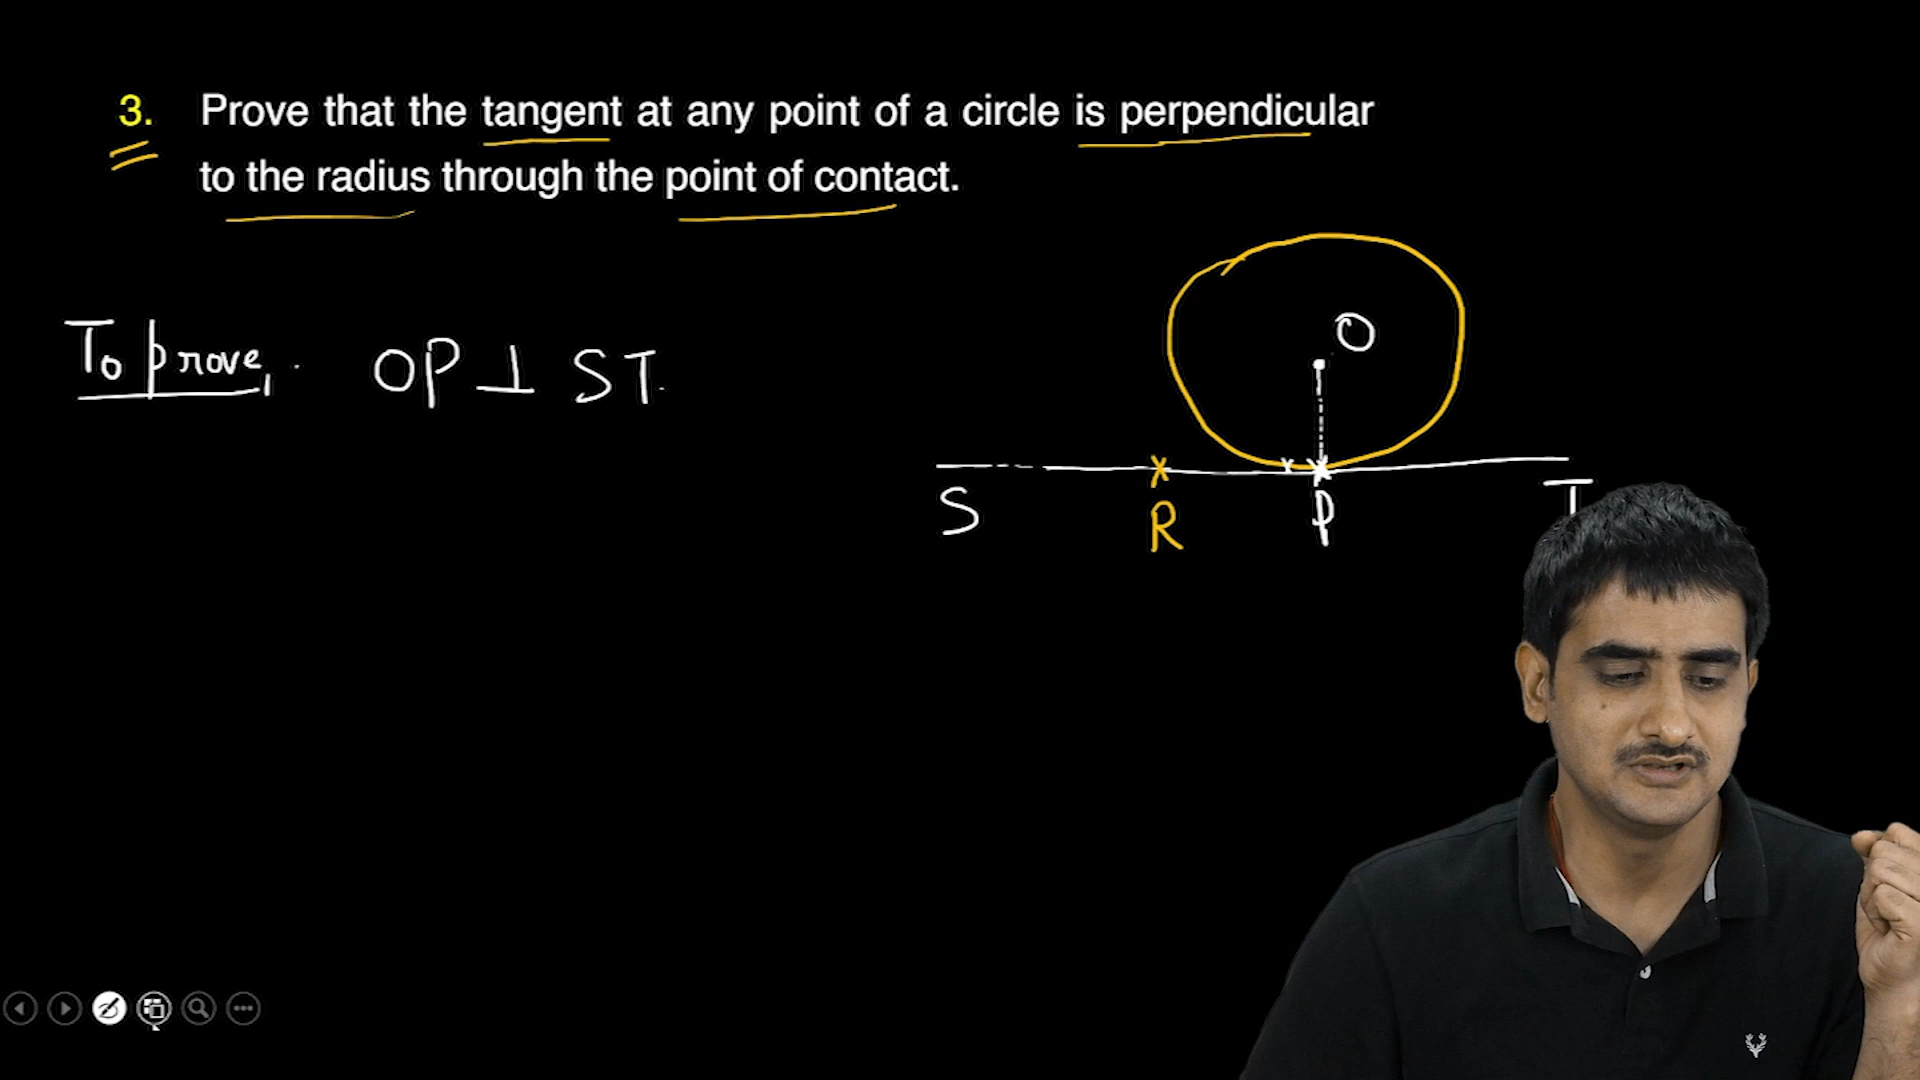 3. Prove that the tangent at any point of a circle is perpendicular
to the radius through the point of contact.
To prove, OP ⊥ ST.
O
S R P T